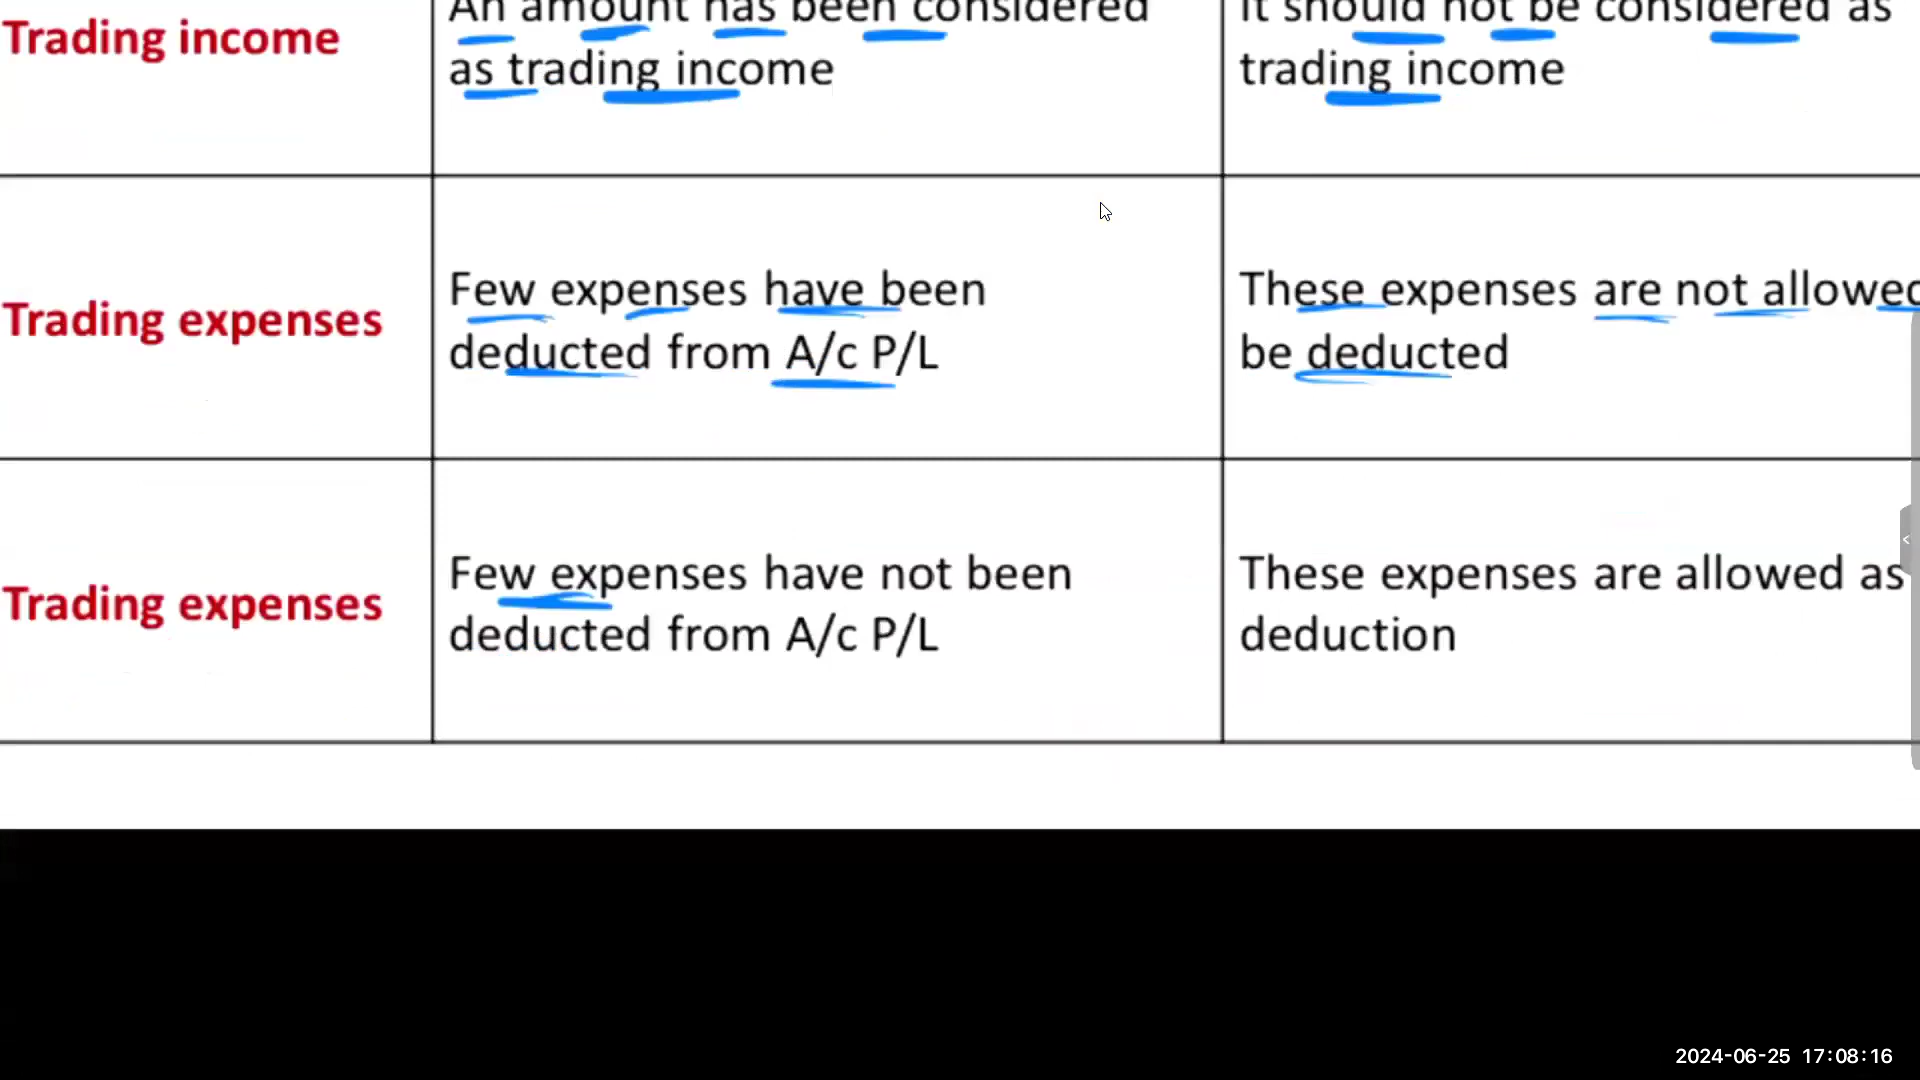 Trading income
An amount has been considered
as trading income
It should not be considered as
trading income
Trading expenses
Few expenses have been
deducted from A/c P/L
These expenses are not allowed
be deducted
Trading expenses
Few expenses have not been
deducted from A/c P/L
These expenses are allowed as
deduction
<
2024-06-25 17:08:16